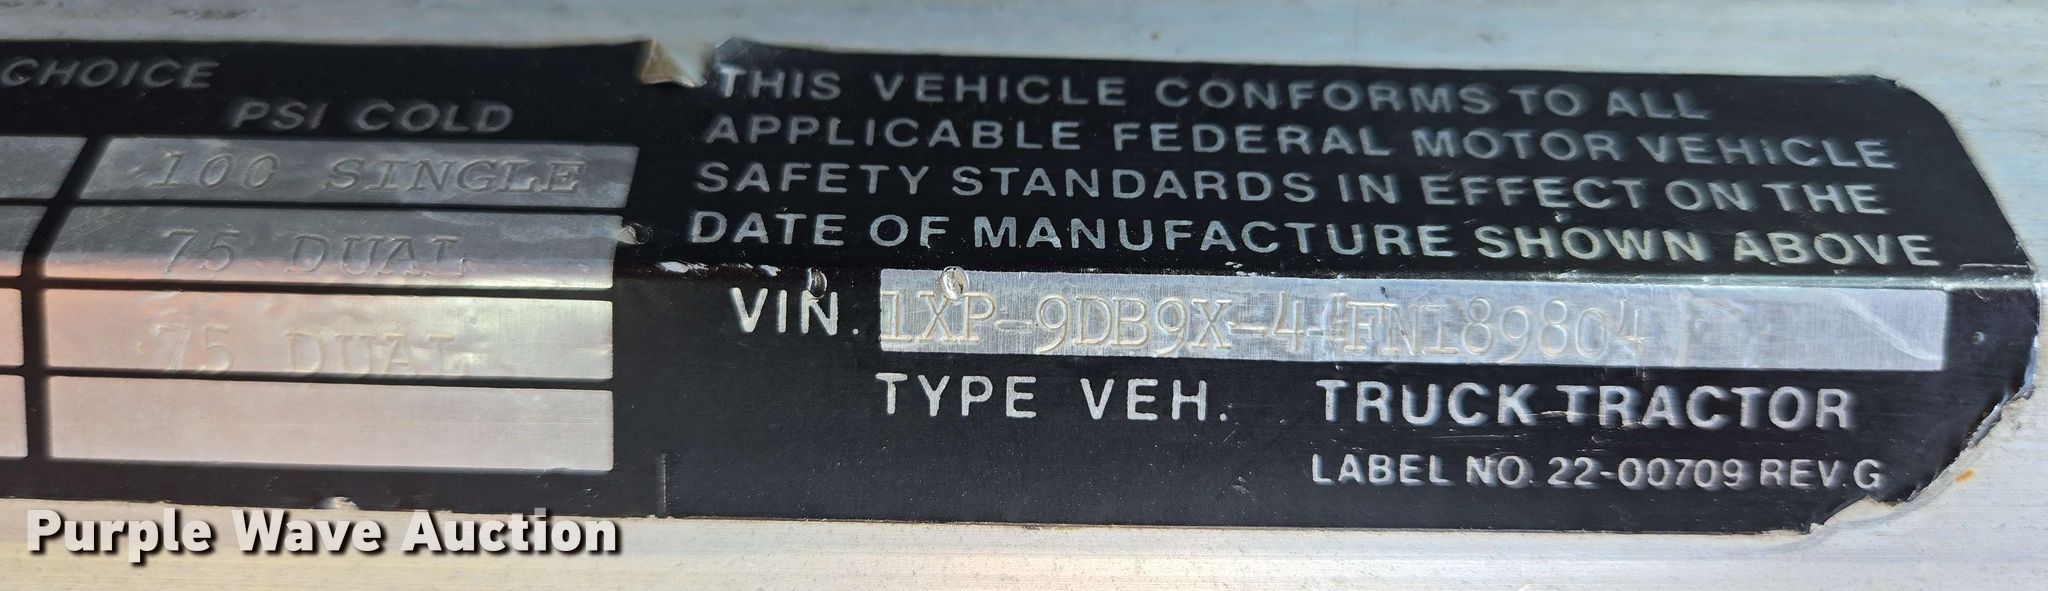 CHOICE
PSI COLD
100 SINGLE
75 DUAL
75 DUAL
THIS VEHICLE CONFORMS TO ALL
APPLICABLE FEDERAL MOTOR VEHICLE
SAFETY STANDARDS IN EFFECT ON THE
DATE OF MANUFACTURE SHOWN ABOVE
VIN. 1XP-9DB9X-4-FN189804
TYPE VEH. TRUCK TRACTOR
LABEL NO. 22-00709 REV. G
Purple Wave Auction